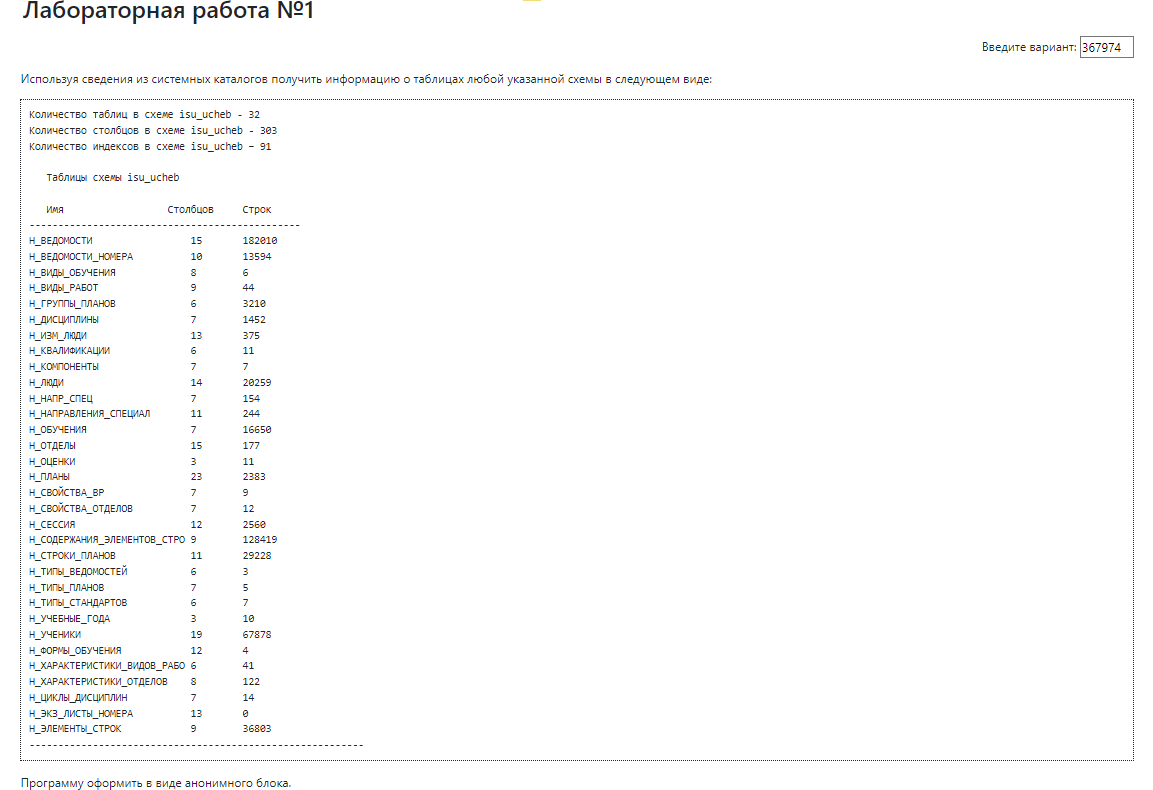 Лабораторная работа №1
Введите вариант: 367974
Используя сведения из системных каталогов получить информацию о таблицах любой указанной схемы в следующем виде:
Количество таблиц в схеме isu_ucheb - 32
Количество столбцов в схеме isu_ucheb - 303
Количество индексов в схеме isu_ucheb – 91
Таблицы схемы isu_ucheb
Имя Столбцов Строк
-----------------------------------------------
Н_ВЕДОМОСТИ 15 182010
Н_ВЕДОМОСТИ_НОМЕРА 10 13594
Н_ВИДЫ_ОБУЧЕНИЯ 8 6
Н_ВИДЫ_РАБОТ 9 44
Н_ГРУППЫ_ПЛАНОВ 6 3210
Н_ДИСЦИПЛИНЫ 7 1452
Н_ИЗМ_ЛЮДИ 13 375
Н_КВАЛИФИКАЦИИ 6 11
Н_КОМПОНЕНТЫ 7 7
Н_ЛЮДИ 14 20259
Н_НАПР_СПЕЦ 7 154
Н_НАПРАВЛЕНИЯ_СПЕЦИАЛ 11 244
Н_ОБУЧЕНИЯ 7 16650
Н_ОТДЕЛЫ 15 177
Н_ОЦЕНКИ 3 11
Н_ПЛАНЫ 23 2383
Н_СВОЙСТВА_ВР 7 9
Н_СВОЙСТВА_ОТДЕЛОВ 7 12
Н_СЕССИЯ 12 2560
Н_СОДЕРЖАНИЯ_ЭЛЕМЕНТОВ_СТРО 9 128419
Н_СТРОКИ_ПЛАНОВ 11 29228
Н_ТИПЫ_ВЕДОМОСТЕЙ 6 3
Н_ТИПЫ_ПЛАНОВ 7 5
Н_ТИПЫ_СТАНДАРТОВ 6 7
Н_УЧЕБНЫЕ_ГОДА 3 10
Н_УЧЕНИКИ 19 67878
Н_ФОРМЫ_ОБУЧЕНИЯ 12 4
Н_ХАРАКТЕРИСТИКИ_ВИДОВ_РАБО 6 41
Н_ХАРАКТЕРИСТИКИ_ОТДЕЛОВ 8 122
Н_ЦИКЛЫ_ДИСЦИПЛИН 7 14
Н_ЭКЗ_ЛИСТЫ_НОМЕРА 13 0
Н_ЭЛЕМЕНТЫ_СТРОК 9 36803
----------------------------------------------------------
Программу оформить в виде анонимного блока.